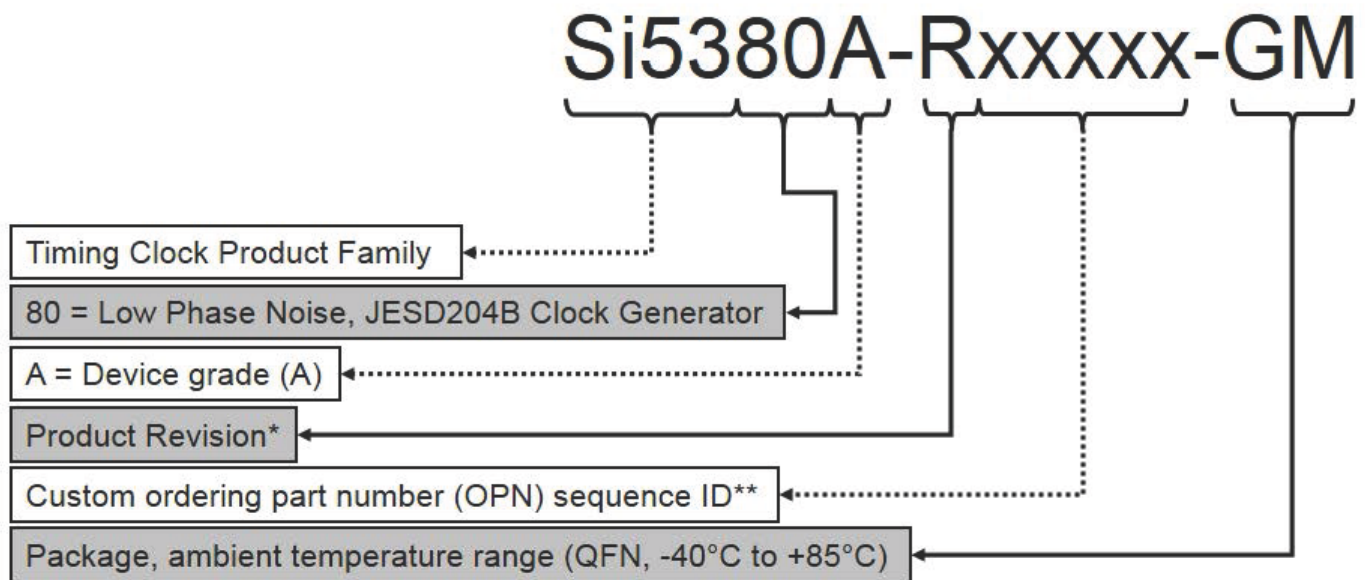 Si5380A-Rxxxxx-GM
Timing Clock Product Family
80 = Low Phase Noise, JESD204B Clock Generator
A = Device grade (A)
Product Revision*
Custom ordering part number (OPN) sequence ID**
Package, ambient temperature range (QFN, -40°C to +85°C)